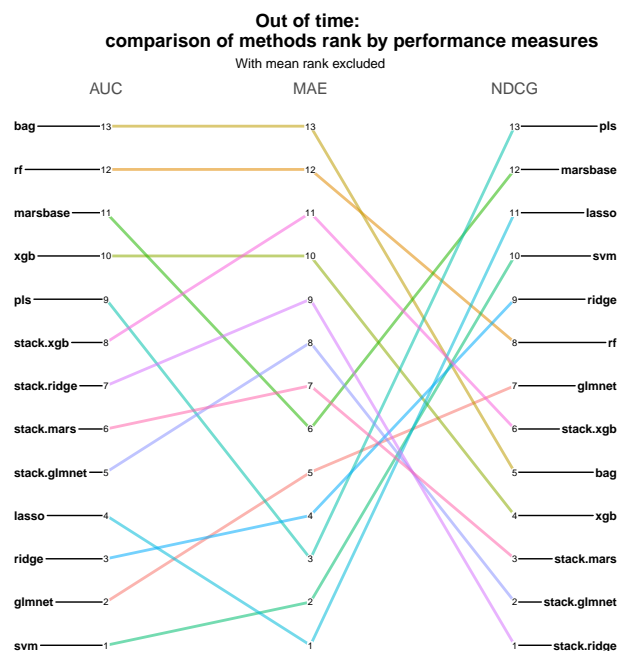 Out of time:
comparison of methods rank by performance measures
With mean rank excluded
AUC MAE NDCG
bag 13 13 13 pls
rf 12 12 12 marsbase
marsbase 11 11 11 lasso
xgb 10 10 10 svm
pls 9 9 9 ridge
stack.xgb 8 8 8 rf
stack.ridge 7 7 7 glmnet
stack.mars 6 6 6 stack.xgb
stack.glmnet 5 5 5 bag
lasso 4 4 4 xgb
ridge 3 3 3 stack.mars
glmnet 2 2 2 stack.glmnet
svm 1 1 1 stack.ridge